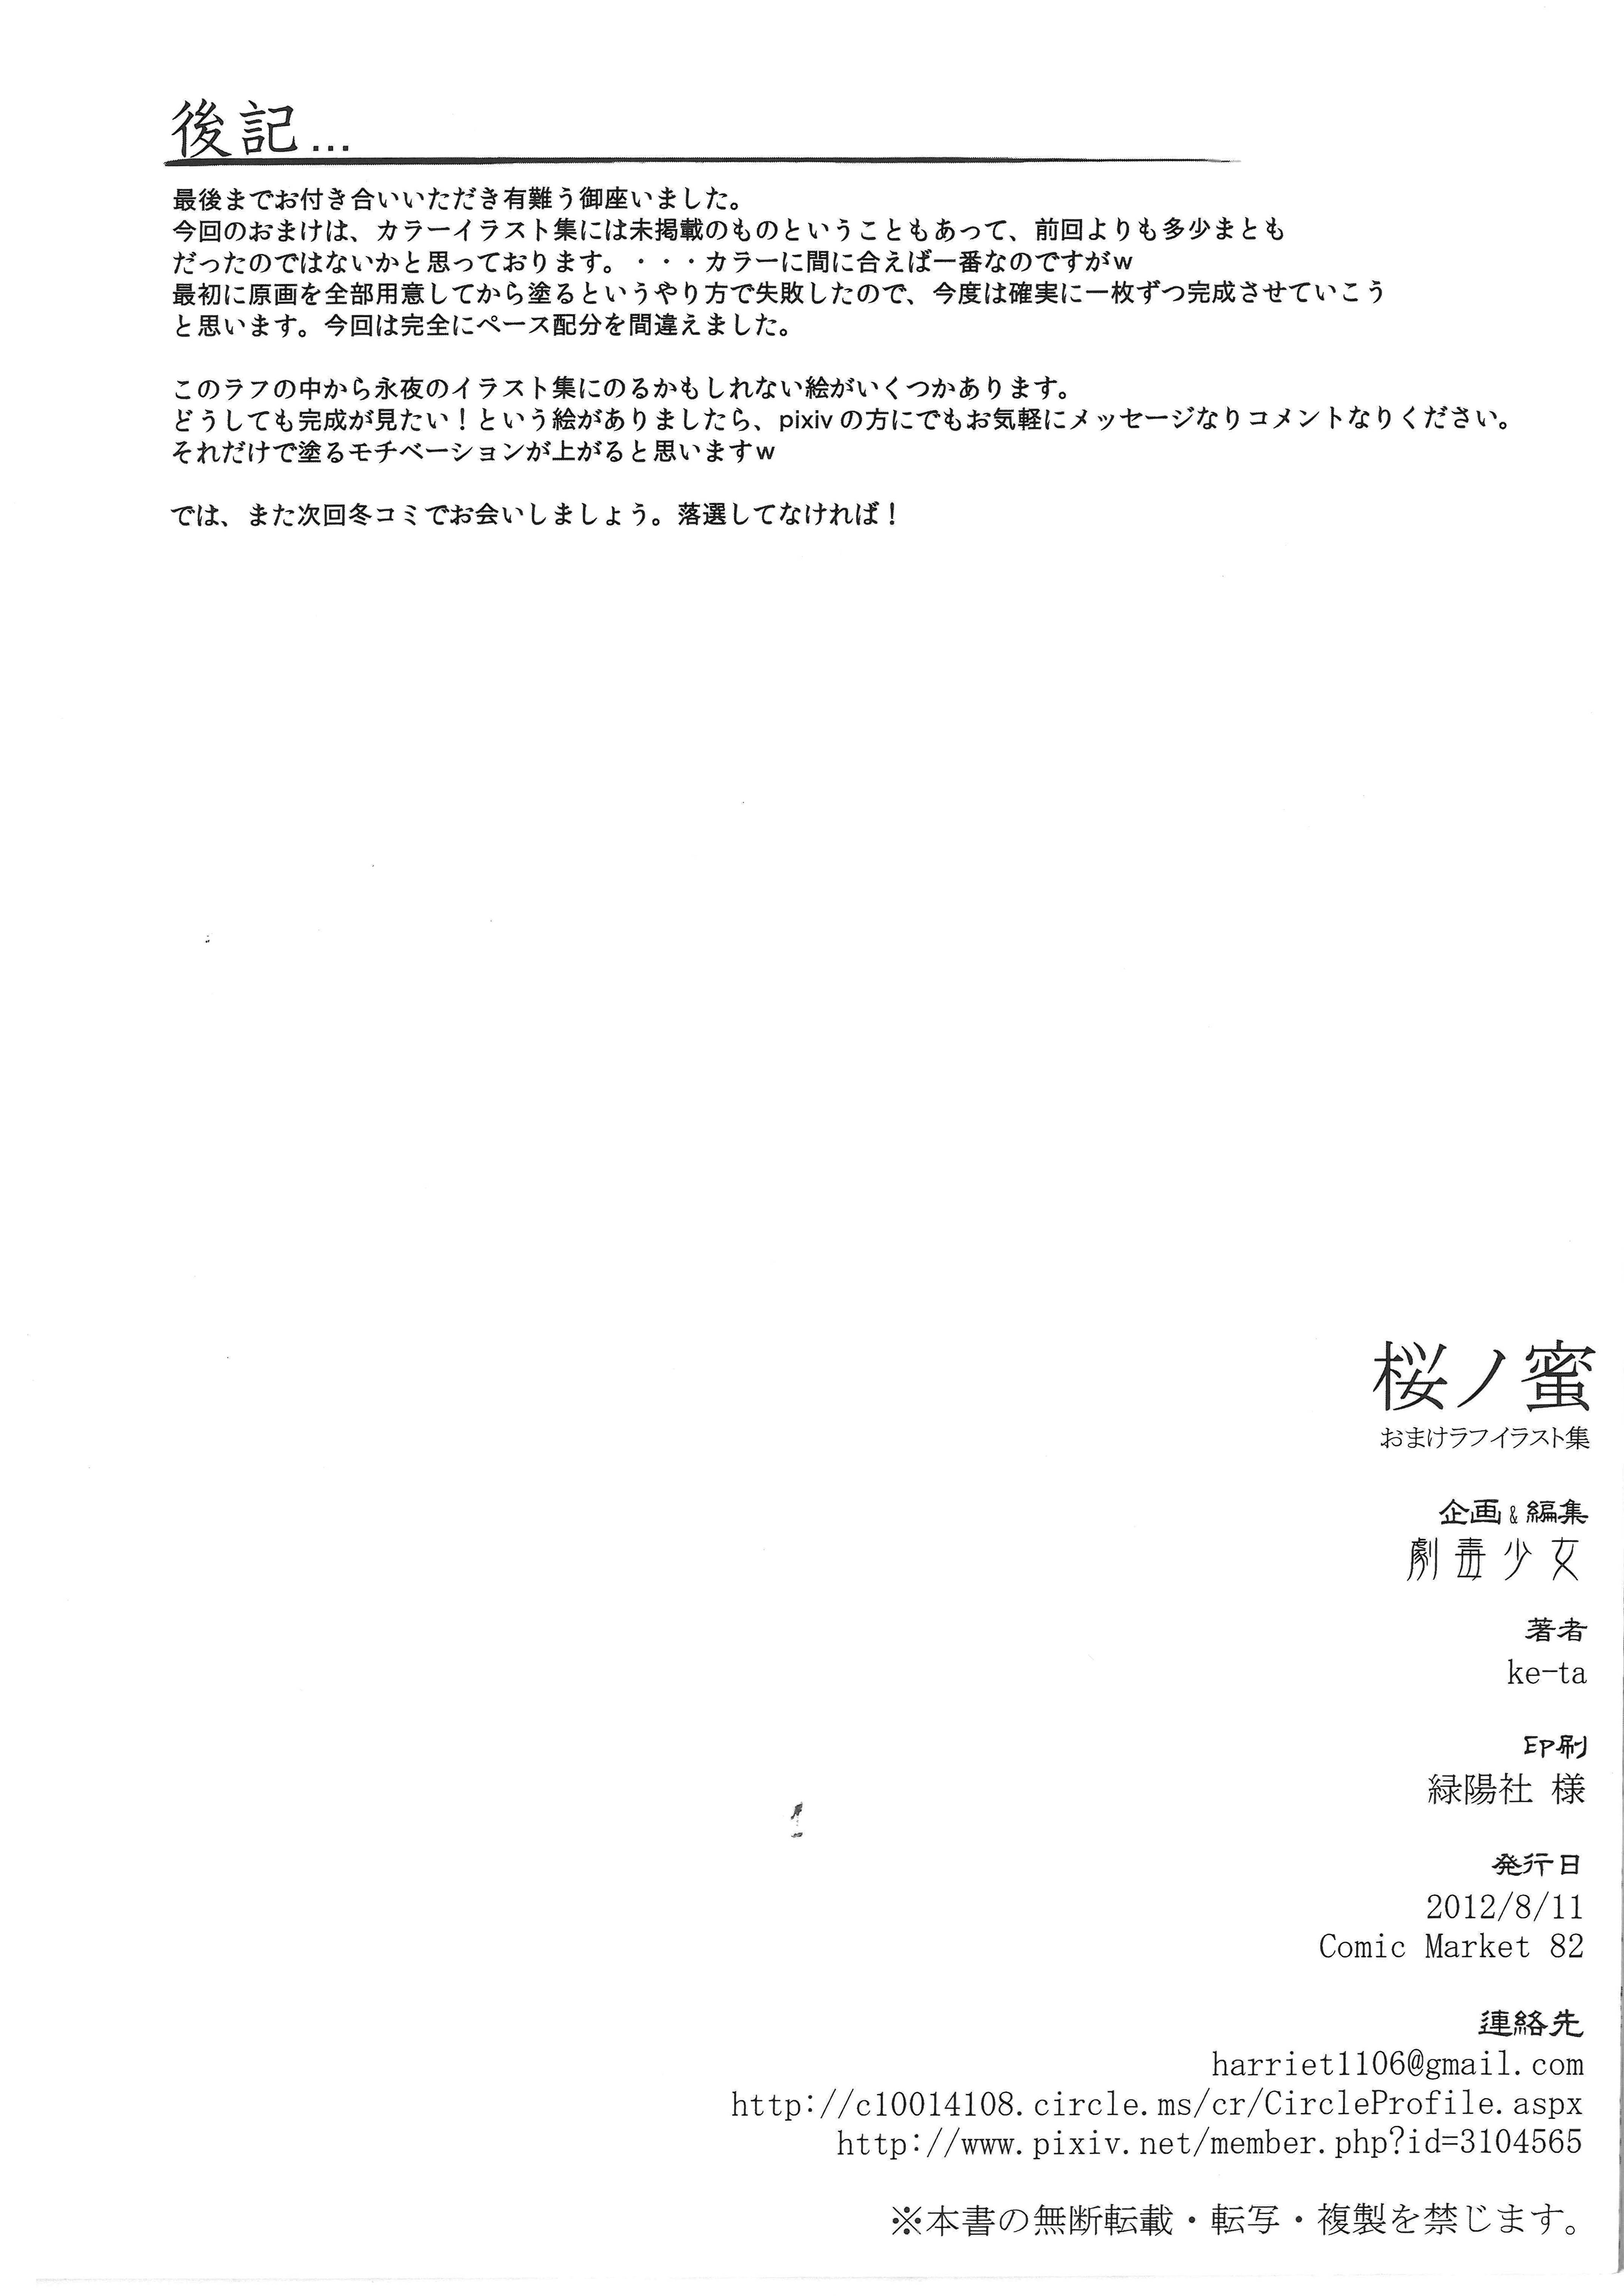 後記...
最後までお付き合いいただき有難う御座いました。
今回のおまけは、カラーイラスト集には未掲載のものということもあって、前回よりも多少まとも
だったのではないかと思っております。・・・カラーに間に合えば一番なのですがw
最初に原画を全部用意してから塗るというやり方で失敗したので、今度は確実に一枚ずつ完成させていこう
と思います。今回は完全にペース配分を間違えました。
このラフの中から永夜のイラスト集にのるかもしれない絵がいくつかあります。
どうしても完成が見たい！という絵がありましたら、pixivの方にでもお気軽にメッセージなりコメントなりください。
それだけで塗るモチベーションが上がると思いますw
では、また次回冬コミでお会いしましょう。落選してなければ！
桜ノ蜜
おまけラフイラスト集
企画&編集
劇毒少女
著者
ke-ta
印刷
緑陽社 様
発行日
2012/8/11
Comic Market 82
連絡先
harriet1106@gmail.com
http://c10014108.circle.ms/cr/CircleProfile.aspx
http://www.pixiv.net/member.php?id=3104565
※本書の無断転載・転写・複製を禁じます。